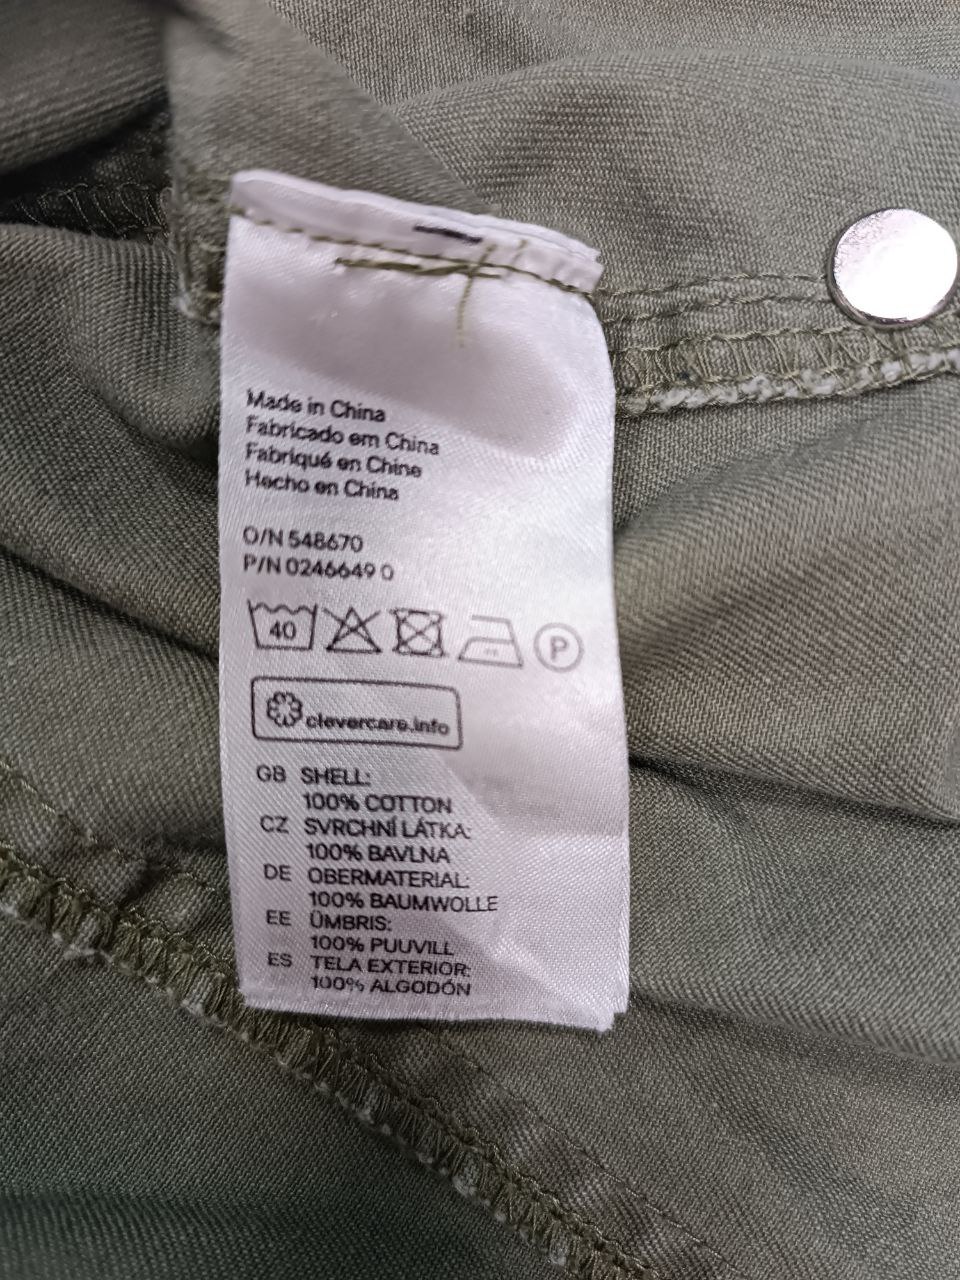 Made in China
Fabricado em China
Fabriqué en Chine
Hecho en China
O/N 548670
P/N 0246649 0
40 P
clevercare.info
GB SHELL:
100% COTTON
CZ SVRCHNÍ LÁTKA:
100% BAVLNA
DE OBERMATERIAL:
100% BAUMWOLLE
EE ÜMBRIS:
100% PUUVILL
ES TELA EXTERIOR:
100% ALGODÓN